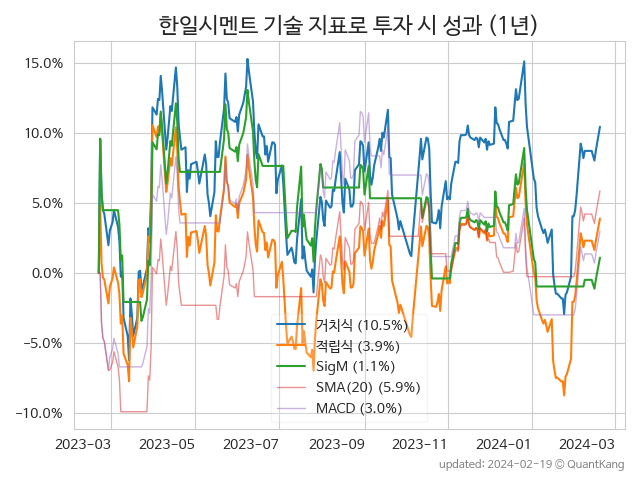 한일시멘트 기술 지표로 투자 시 성과 (1년)
15.0%
10.0%
5.0%
0.0%
−5.0%
−10.0%
거치식 (10.5%)
적립식 (3.9%)
SigM (1.1%)
SMA(20) (5.9%)
MACD (3.0%)
2023-03 2023-05 2023-07 2023-09 2023-11 2024-01 2024-03
updated: 2024-02-19 © QuantKang